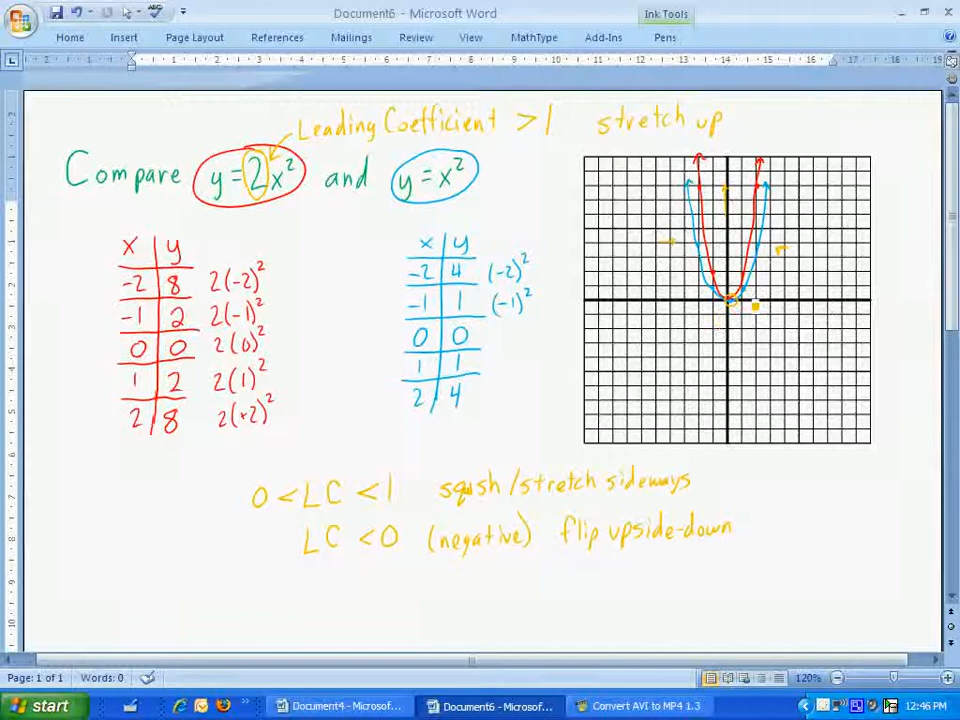 Document6 - Microsoft Word
Ink Tools
Home Insert Page Layout References Mailings Review View MathType Add-Ins Pens
Leading Coefficient > 1 stretch up
Compare y = 2x² and y = x²
x y
-2 8 2(-2)²
-1 2 2(-1)²
0 0 2(0)²
1 2 2(1)²
2 8 2(+2)²
x y
-2 4 (-2)²
-1 1 (-1)²
0 0
1 1
2 4
0 < LC < 1 squish/stretch sideways
LC < 0 (negative) flip upside-down
Page: 1 of 1 Words: 0 120%
start Document4 - Microsof... Document6 - Microsof... Convert AVI to MP4 1.3 12:46 PM